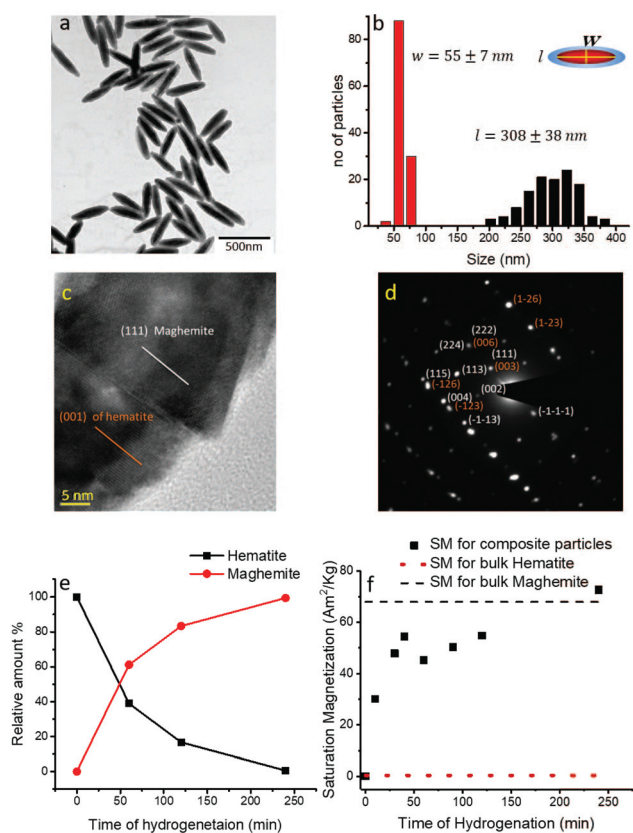 a
500nm
b
w = 55 ± 7 nm
w
l
l = 308 ± 38 nm
no of particles
80
60
40
20
0
50 100 150 200 250 300 350 400
Size (nm)
c
(111) Maghemite
(001) of hematite
5 nm
d
(1-26)
(1-23)
(222)
(006)
(224)
(111)
(003)
(115)
(113)
(-126)
(002)
(004)
(-123)
(-1-1-1)
(-1-13)
Hematite
Maghemite
e
Relative amount %
100
80
60
40
20
0
0 50 100 150 200 250
Time of hydrogenetaion (min)
SM for composite particles
SM for bulk Hematite
SM for bulk Maghemite
f
Saturation Magnetization (Am²/Kg)
80
60
40
20
0
0 50 100 150 200 250
Time of Hydrogenation (min)